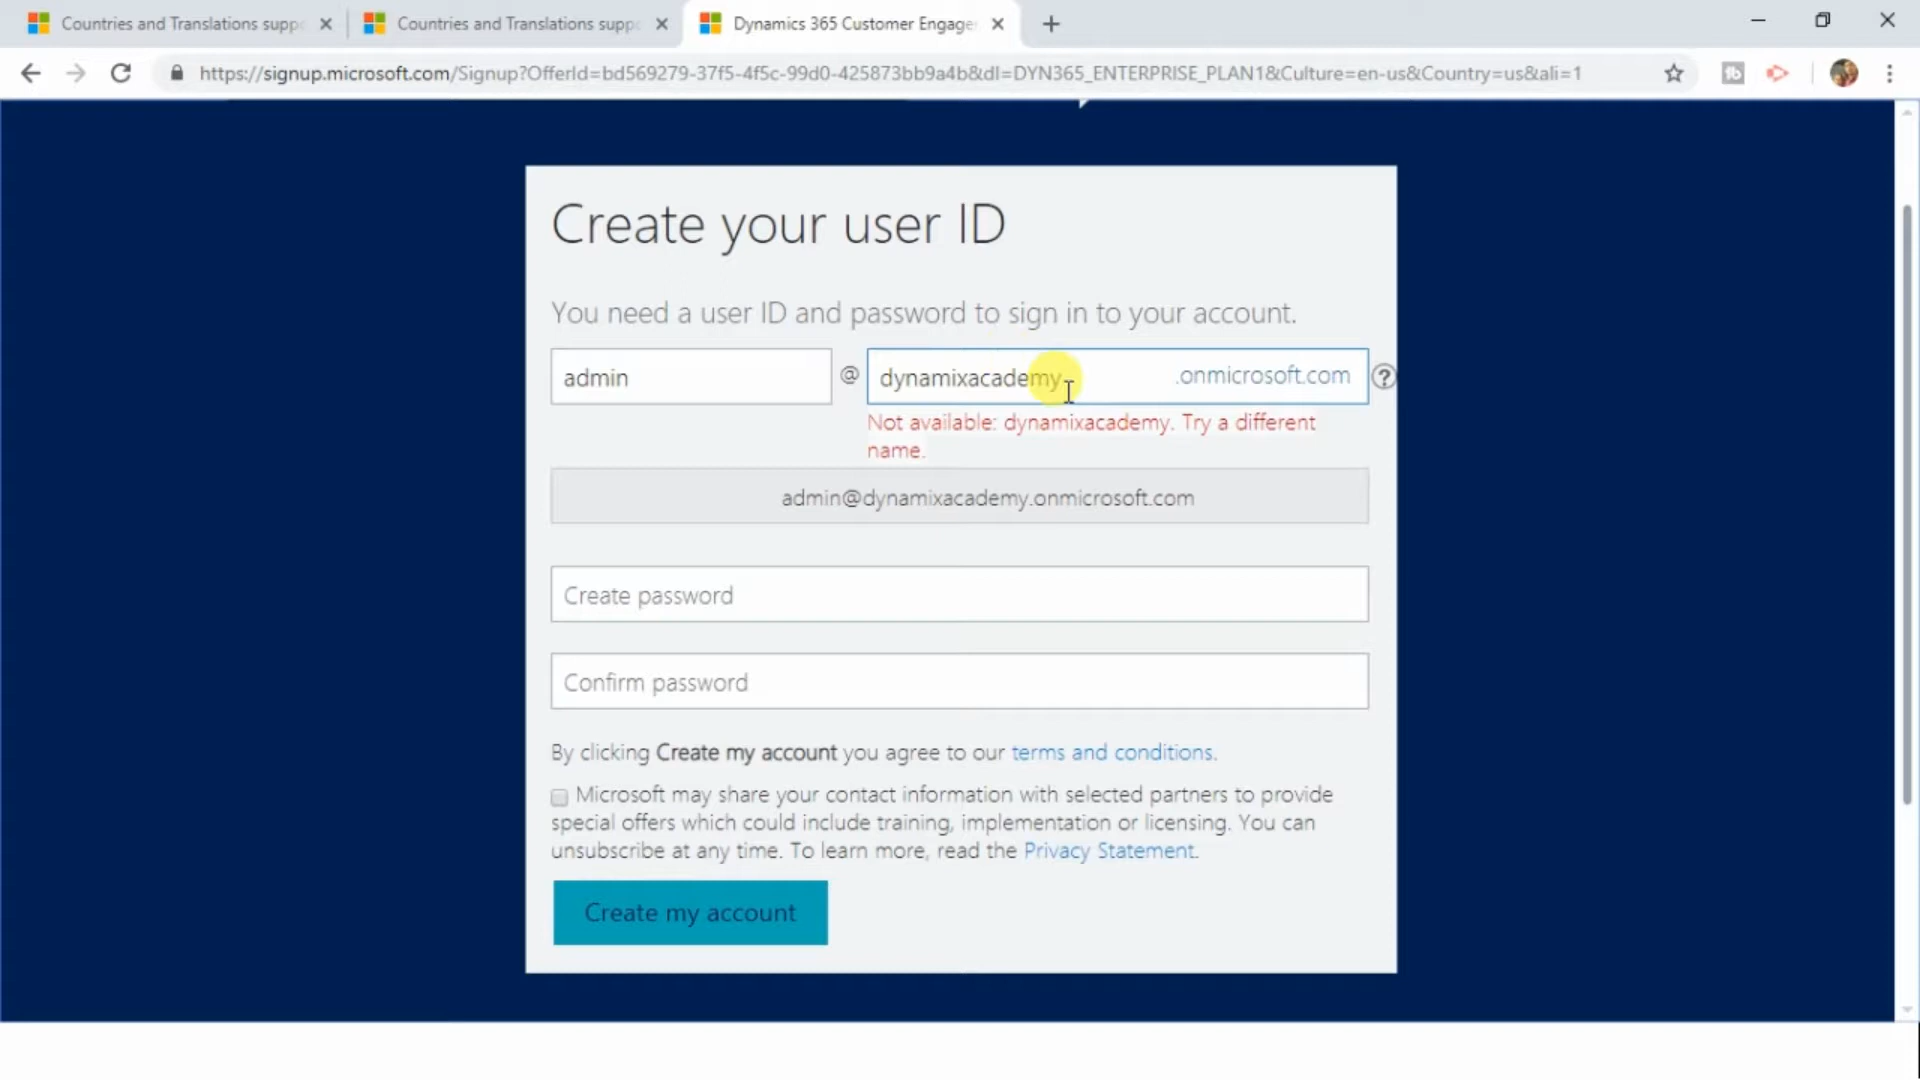 Countries and Translations supp
Countries and Translations supp
Dynamics 365 Customer Engage
https://signup.microsoft.com/Signup?OfferId=bd569279-37f5-4f5c-99d0-425873bb9a4b&dl=DYN365_ENTERPRISE_PLAN1&Culture=en-us&Country=us&ali=1
Create your user ID
You need a user ID and password to sign in to your account.
admin @ dynamixacademy .onmicrosoft.com ?
Not available: dynamixacademy. Try a different
name.
admin@dynamixacademy.onmicrosoft.com
Create password
Confirm password
By clicking Create my account you agree to our terms and conditions.
Microsoft may share your contact information with selected partners to provide
special offers which could include training, implementation or licensing. You can
unsubscribe at any time. To learn more, read the Privacy Statement.
Create my account